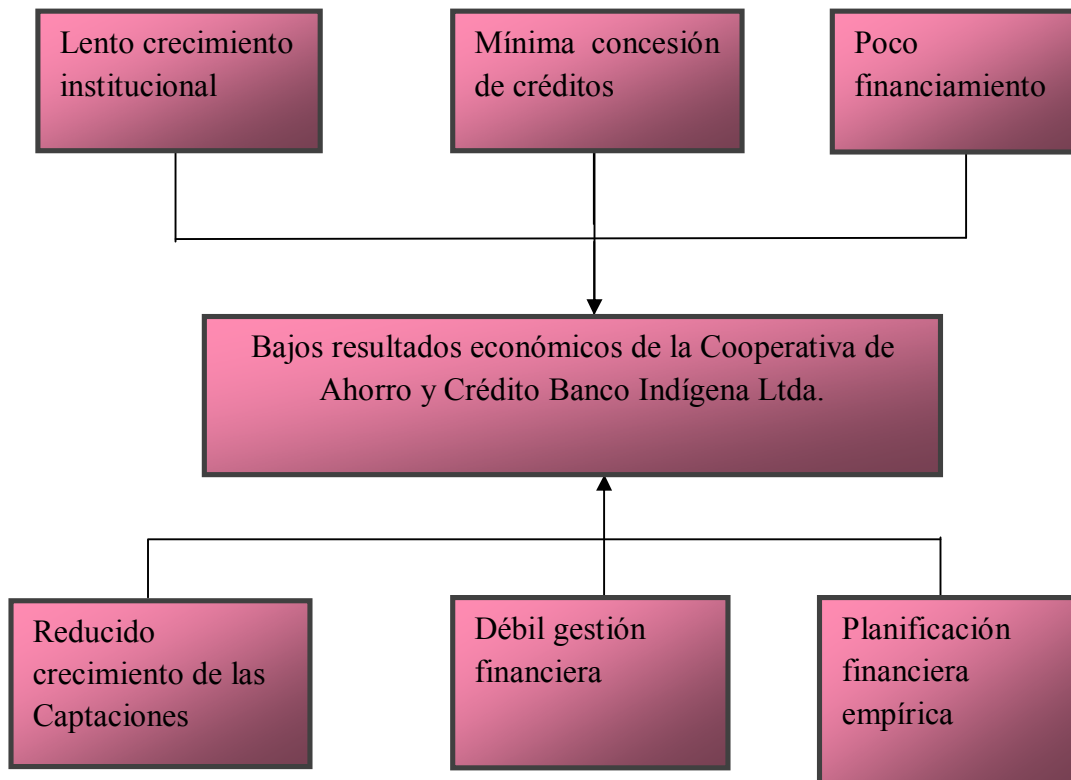 Lento crecimiento
institucional
Mínima concesión
de créditos
Poco
financiamiento
Bajos resultados económicos de la Cooperativa de
Ahorro y Crédito Banco Indígena Ltda.
Reducido
crecimiento de las
Captaciones
Débil gestión
financiera
Planificación
financiera
empírica